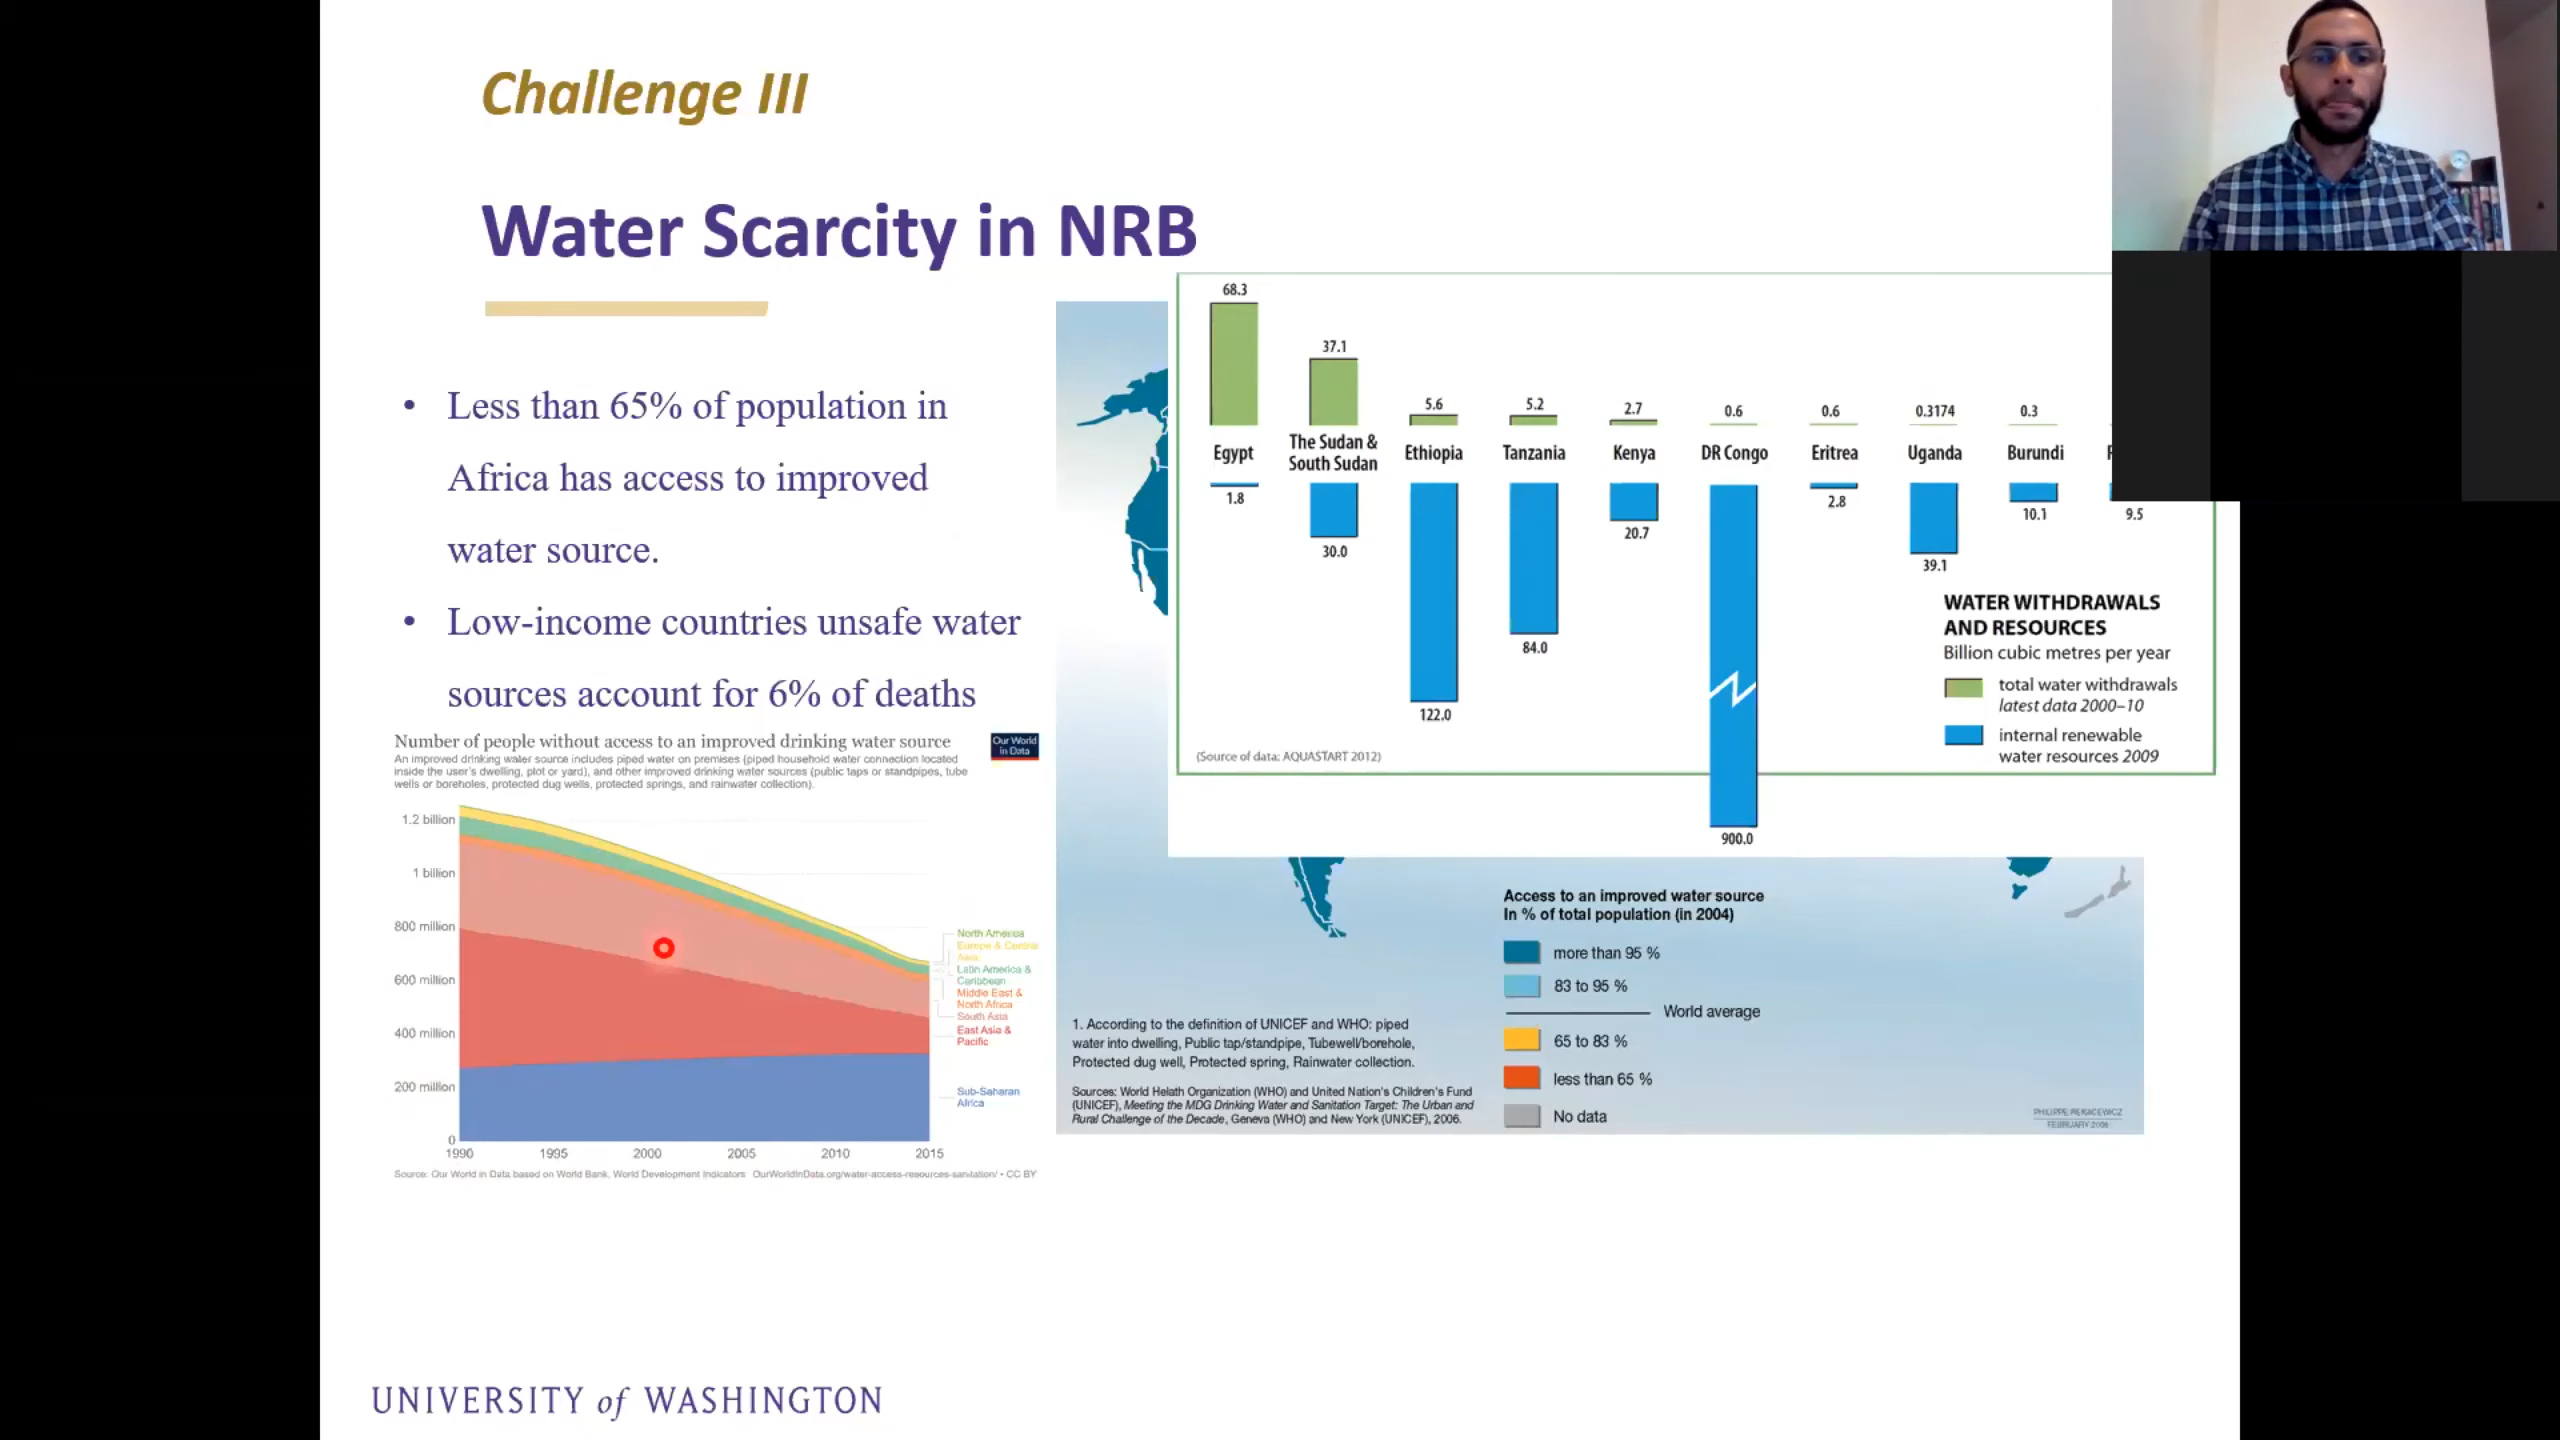 Challenge III
Water Scarcity in NRB
• Less than 65% of population in
Africa has access to improved
water source.
• Low-income countries unsafe water
sources account for 6% of deaths
Number of people without access to an improved drinking water source
An improved drinking water source includes piped water on premises (piped household water connection located
inside the user's dwelling, plot or yard), and other improved drinking water sources (public taps or standpipes, tube
wells or boreholes, protected dug wells, protected springs, and rainwater collection).
Our World
in Data
1.2 billion
1 billion
800 million
600 million
400 million
200 million
0
1990 1995 2000 2005 2010 2015
North America
Europe & Central
Asia
Latin America &
Caribbean
Middle East &
North Africa
South Asia
East Asia &
Pacific
Sub-Saharan
Africa
Source: Our World in Data based on World Bank, World Development Indicators OurWorldInData.org/water-access-resources-sanitation/ • CC BY
68.3 37.1 5.6 5.2 2.7 0.6 0.6 0.3174 0.3
Egypt
The Sudan &
South Sudan
Ethiopia
Tanzania
Kenya
DR Congo
Eritrea
Uganda
Burundi
1.8 30.0 122.0 84.0 20.7 900.0 2.8 39.1 10.1 9.5
WATER WITHDRAWALS
AND RESOURCES
Billion cubic metres per year
total water withdrawals
latest data 2000–10
internal renewable
water resources 2009
(Source of data: AQUASTART 2012)
Access to an improved water source
In % of total population (in 2004)
more than 95 %
83 to 95 %
World average
65 to 83 %
less than 65 %
No data
1. According to the definition of UNICEF and WHO: piped
water into dwelling, Public tap/standpipe, Tubewell/borehole,
Protected dug well, Protected spring, Rainwater collection.
Sources: World Helath Organization (WHO) and United Nation's Children's Fund
(UNICEF), Meeting the MDG Drinking Water and Sanitation Target: The Urban and
Rural Challenge of the Decade, Geneva (WHO) and New York (UNICEF), 2006.
PHILIPPE REKACEWICZ
FEBRUARY 2006
UNIVERSITY of WASHINGTON